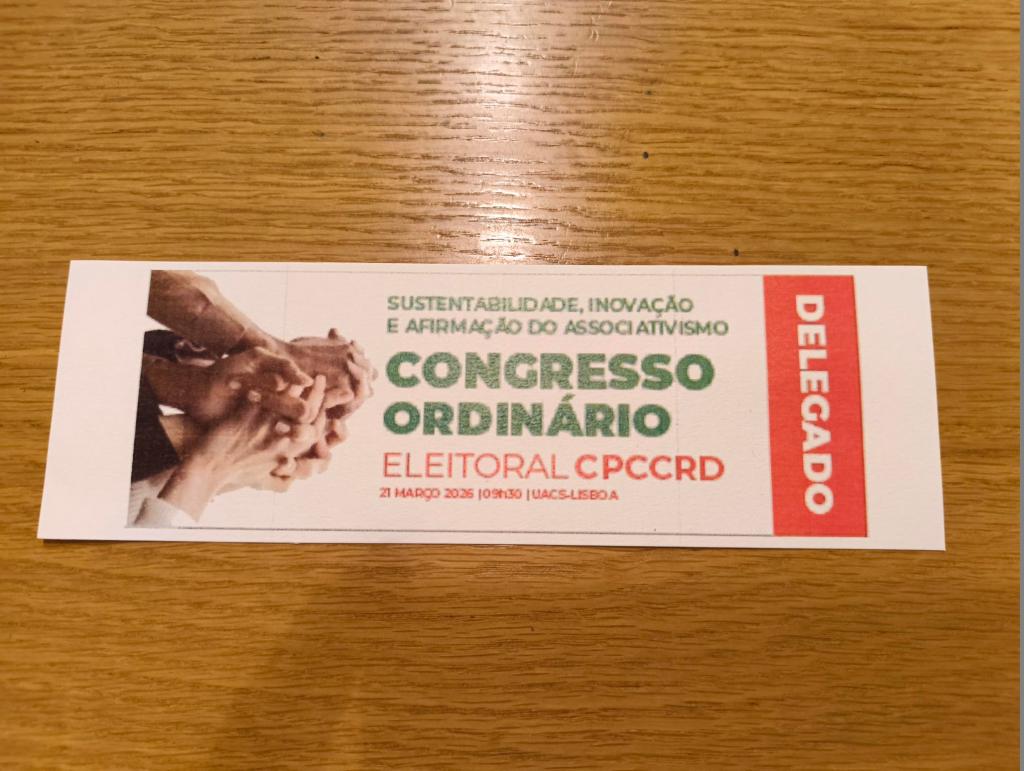 SUSTENTABILIDADE, INOVAÇÃO
E AFIRMAÇÃO DO ASSOCIATIVISMO
CONGRESSO
ORDINÁRIO
ELEITORAL CPCCRD
21 MARÇO 2026 | 09h30 | UACS-LISBOA
DELEGADO